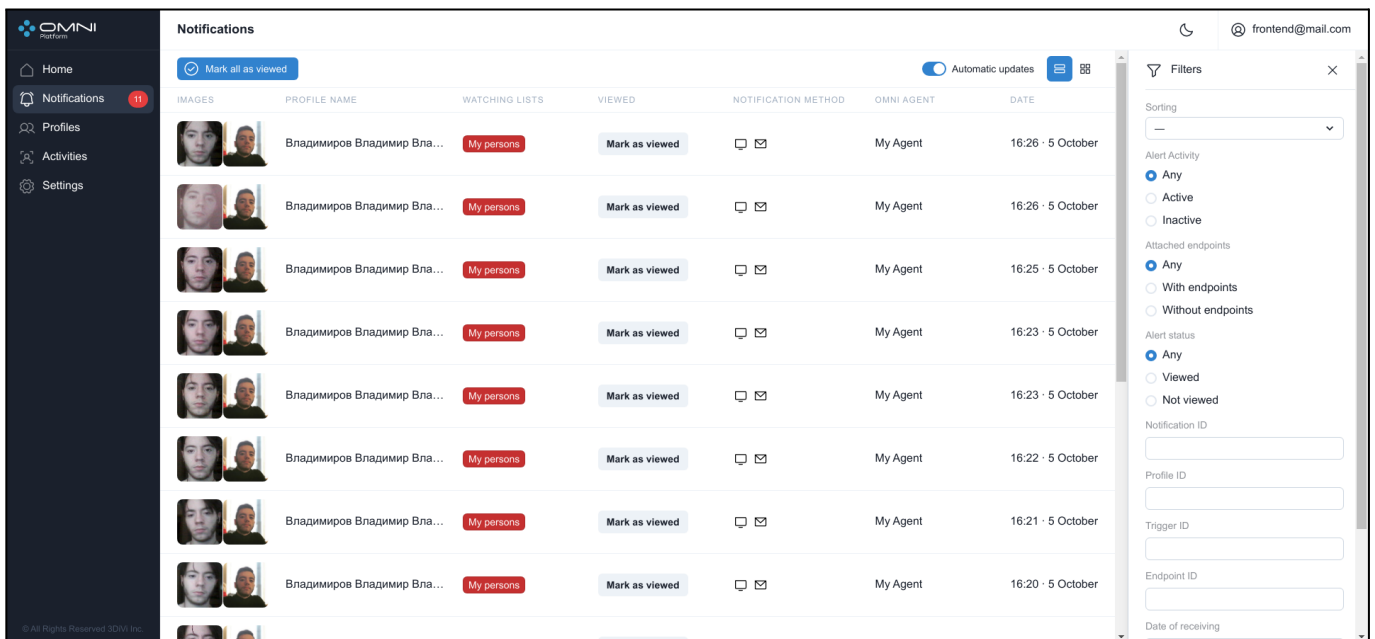 OMNI
Platform
Notifications
frontend@mail.com
Home
Notifications
11
Profiles
Activities
Settings
© All Rights Reserved 3DiVi Inc.
Mark all as viewed
Automatic updates
IMAGES PROFILE NAME WATCHING LISTS VIEWED NOTIFICATION METHOD OMNI AGENT DATE
Владимиров Владимир Вла... My persons Mark as viewed My Agent 16:26 · 5 October
Владимиров Владимир Вла... My persons Mark as viewed My Agent 16:26 · 5 October
Владимиров Владимир Вла... My persons Mark as viewed My Agent 16:25 · 5 October
Владимиров Владимир Вла... My persons Mark as viewed My Agent 16:23 · 5 October
Владимиров Владимир Вла... My persons Mark as viewed My Agent 16:23 · 5 October
Владимиров Владимир Вла... My persons Mark as viewed My Agent 16:22 · 5 October
Владимиров Владимир Вла... My persons Mark as viewed My Agent 16:21 · 5 October
Владимиров Владимир Вла... My persons Mark as viewed My Agent 16:20 · 5 October
Filters
Sorting
—
Alert Activity
Any
Active
Inactive
Attached endpoints
Any
With endpoints
Without endpoints
Alert status
Any
Viewed
Not viewed
Notification ID
Profile ID
Trigger ID
Endpoint ID
Date of receiving